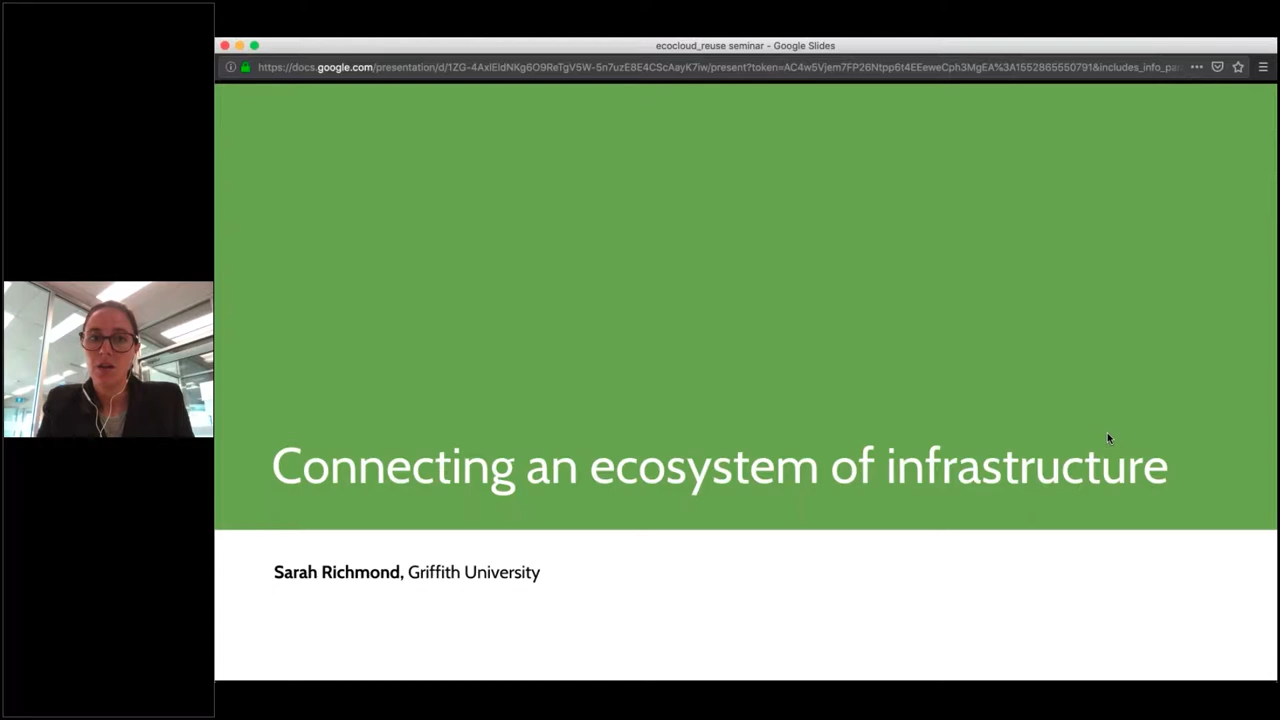 ecocloud_reuse seminar - Google Slides
Connecting an ecosystem of infrastructure
Sarah Richmond, Griffith University